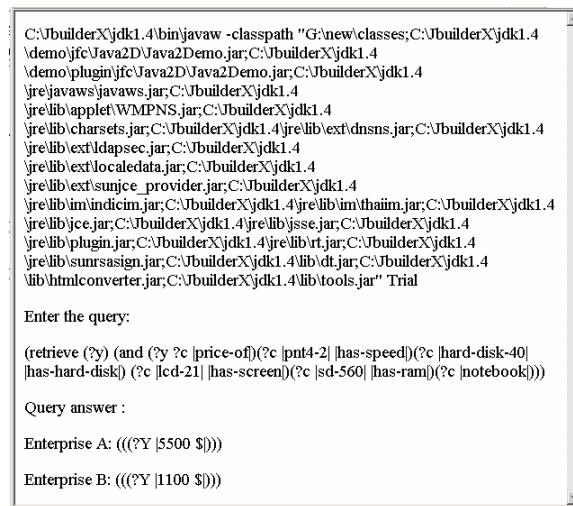 C:\JbuilderX\jdk1.4\bin\javaw -classpath "G:\new\classes;C:\JbuilderX\jdk1.4
\demo\jfc\Java2D\Java2Demo.jar;C:\JbuilderX\jdk1.4
\demo\plugin\jfc\Java2D\Java2Demo.jar;C:\JbuilderX\jdk1.4
\jre\javaws\javaws.jar;C:\JbuilderX\jdk1.4
\jre\lib\applet\WMPNS.jar;C:\JbuilderX\jdk1.4
\jre\lib\charsets.jar;C:\JbuilderX\jdk1.4\jre\lib\ext\dnsns.jar;C:\JbuilderX\jdk1.4
\jre\lib\ext\ldapsec.jar;C:\JbuilderX\jdk1.4
\jre\lib\ext\localedata.jar;C:\JbuilderX\jdk1.4
\jre\lib\ext\sunjce_provider.jar;C:\JbuilderX\jdk1.4
\jre\lib\im\indicim.jar;C:\JbuilderX\jdk1.4\jre\lib\im\thaiim.jar;C:\JbuilderX\jdk1.4
\jre\lib\jce.jar;C:\JbuilderX\jdk1.4\jre\lib\jsse.jar;C:\JbuilderX\jdk1.4
\jre\lib\plugin.jar;C:\JbuilderX\jdk1.4\jre\lib\rt.jar;C:\JbuilderX\jdk1.4
\jre\lib\sunrsasign.jar;C:\JbuilderX\jdk1.4\lib\dt.jar;C:\JbuilderX\jdk1.4
\lib\htmlconverter.jar;C:\JbuilderX\jdk1.4\lib\tools.jar" Trial
Enter the query:
(retrieve (?y) (and (?y ?c |price-of|)(?c |pnt4-2| |has-speed|)(?c |hard-disk-40|
|has-hard-disk|) (?c |lcd-21| |has-screen|)(?c |sd-560| |has-ram|)(?c |notebook|)))
Query answer :
Enterprise A: (((?Y |5500 $|)))
Enterprise B: (((?Y |1100 $|)))